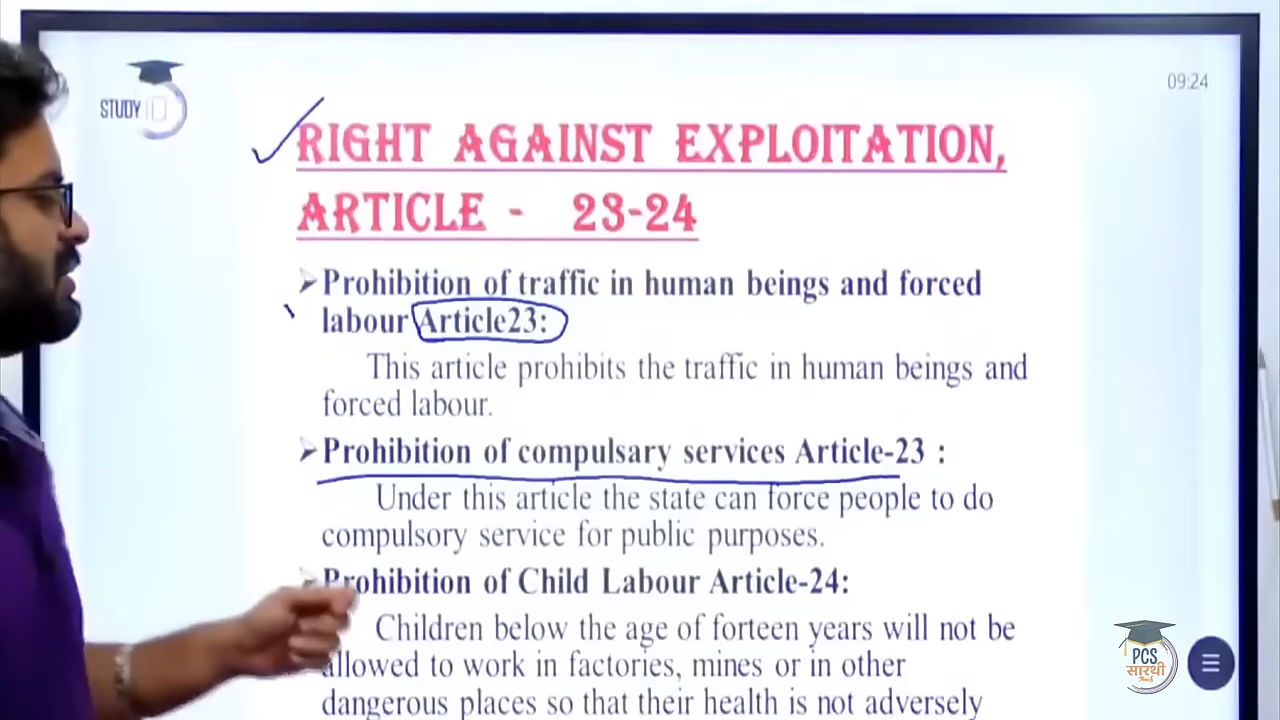 09:24
STUDY
RIGHT AGAINST EXPLOITATION,
ARTICLE - 23-24
➢Prohibition of traffic in human beings and forced
labour Article23:
This article prohibits the traffic in human beings and
forced labour.
➢Prohibition of compulsary services Article-23 :
Under this article the state can force people to do
compulsory service for public purposes.
➢Prohibition of Child Labour Article-24:
Children below the age of forteen years will not be
allowed to work in factories, mines or in other
dangerous places so that their health is not adversely
PCS
सारथी